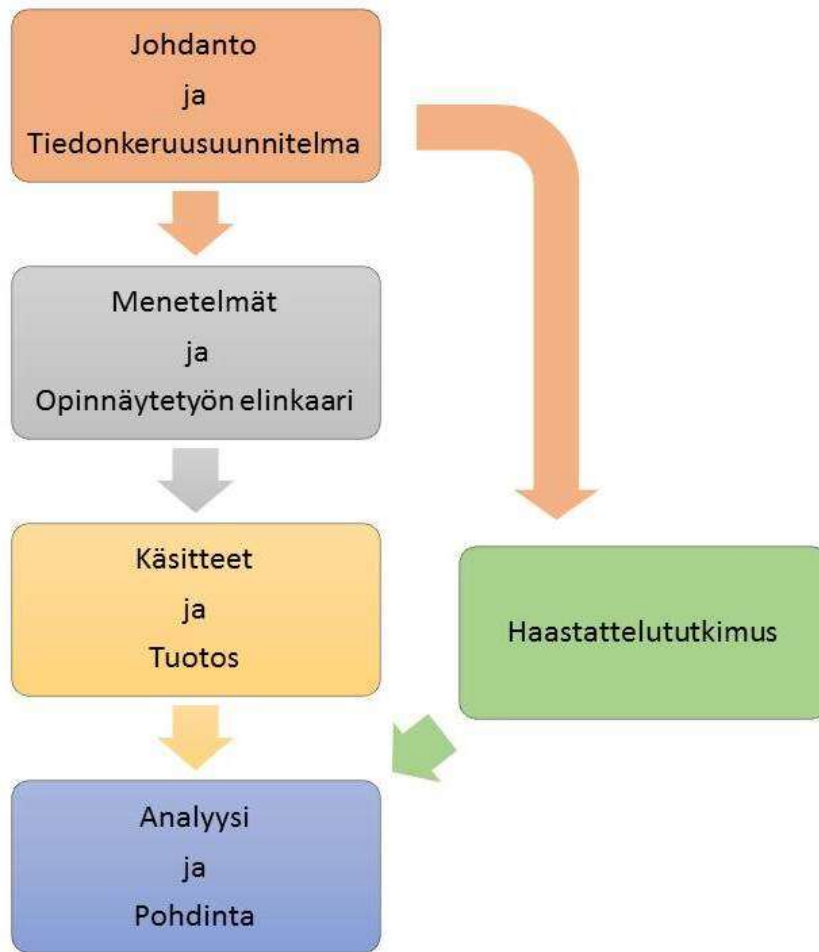 Johdanto
ja
Tiedonkeruusuunnitelma
Menetelmät
ja
Opinnäytetyön elinkaari
Käsitteet
ja
Tuotos
Haastattelututkimus
Analyysi
ja
Pohdinta